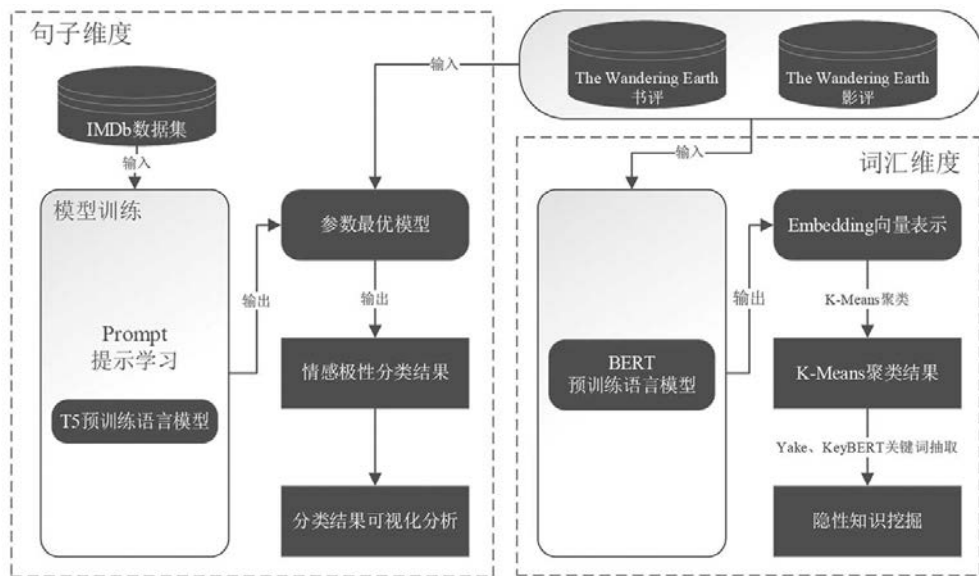 句子维度
IMDb数据集
输入
模型训练
Prompt
提示学习
T5预训练语言模型
输出
输入
参数最优模型
输出
情感极性分类结果
分类结果可视化分析
The Wandering Earth
书评
The Wandering Earth
影评
输入
词汇维度
BERT
预训练语言模型
输出
Embedding向量表示
K-Means聚类
K-Means聚类结果
Yake、KeyBERT关键词抽取
隐性知识挖掘